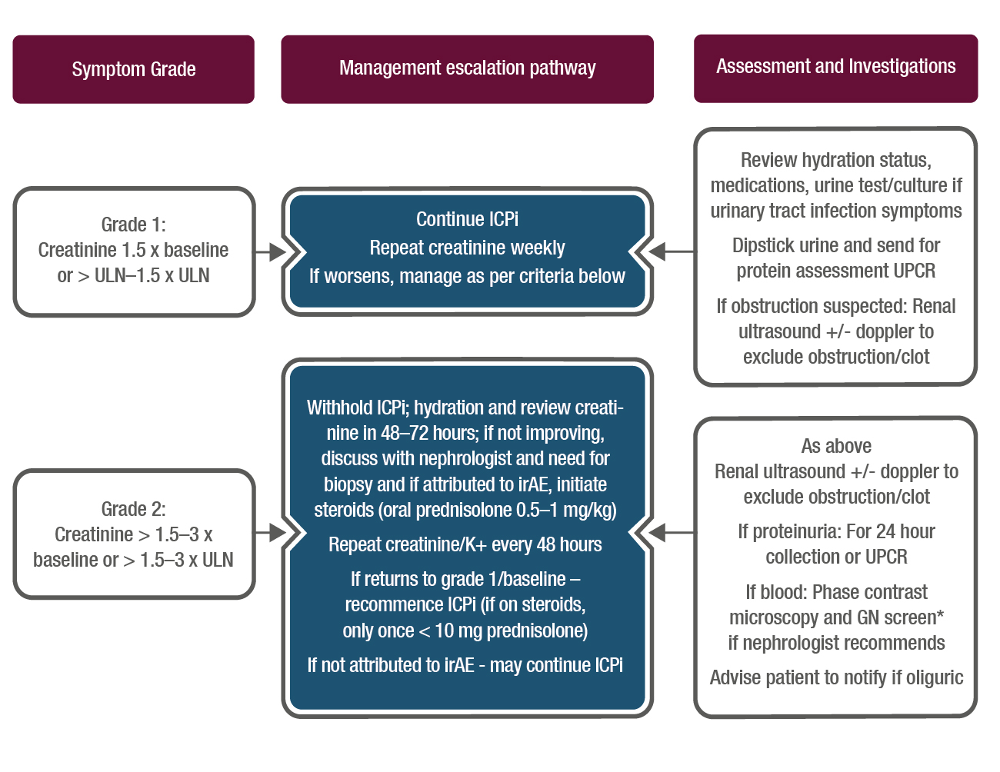 Symptom Grade
Management escalation pathway
Assessment and Investigations
Grade 1:
Creatinine 1.5 x baseline
or > ULN–1.5 x ULN
Continue ICPi
Repeat creatinine weekly
If worsens, manage as per criteria below
Review hydration status,
medications, urine test/culture if
urinary tract infection symptoms
Dipstick urine and send for
protein assessment UPCR
If obstruction suspected: Renal
ultrasound +/- doppler to
exclude obstruction/clot
Grade 2:
Creatinine > 1.5–3 x
baseline or > 1.5–3 x ULN
Withhold ICPi; hydration and review creati-
nine in 48–72 hours; if not improving,
discuss with nephrologist and need for
biopsy and if attributed to irAE, initiate
steroids (oral prednisolone 0.5–1 mg/kg)
Repeat creatinine/K+ every 48 hours
If returns to grade 1/baseline –
recommence ICPi (if on steroids,
only once < 10 mg prednisolone)
If not attributed to irAE - may continue ICPi
As above
Renal ultrasound +/- doppler to
exclude obstruction/clot
If proteinuria: For 24 hour
collection or UPCR
If blood: Phase contrast
microscopy and GN screen*
if nephrologist recommends
Advise patient to notify if oliguric